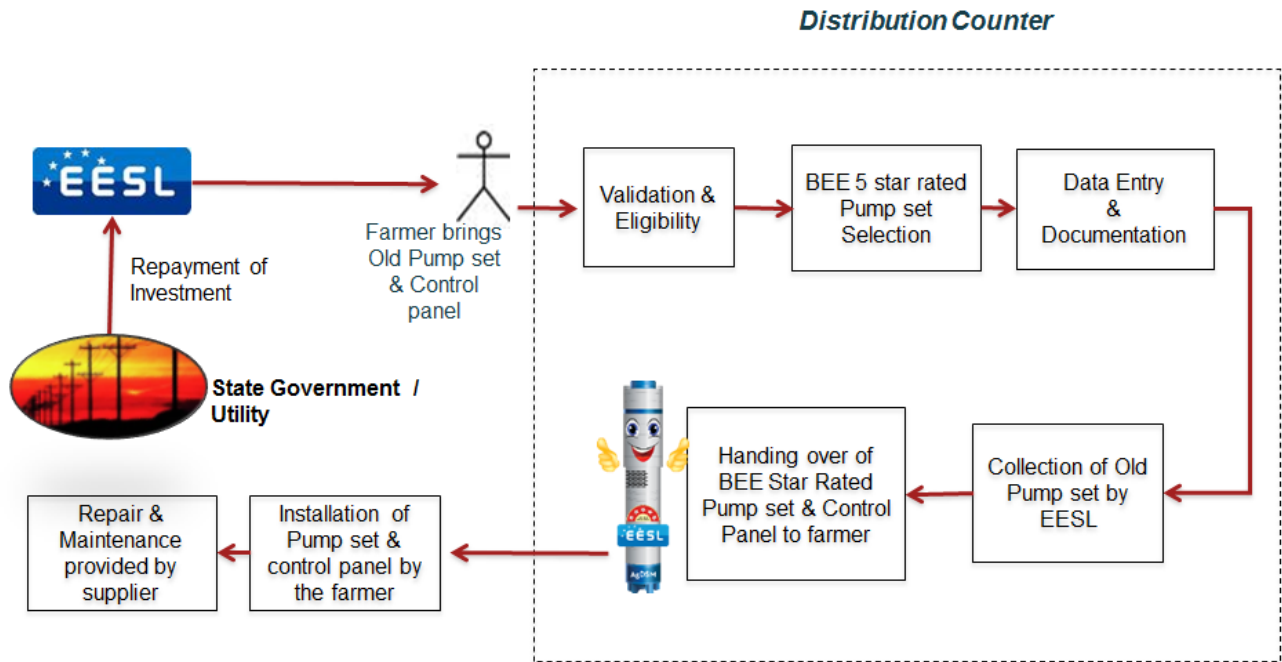 Distribution Counter
EESL
Farmer brings
Old Pump set
& Control
panel
Validation &
Eligibility
BEE 5 star rated
Pump set
Selection
Data Entry
&
Documentation
Repayment of
Investment
State Government /
Utility
Collection of Old
Pump set by
EESL
Handing over of
BEE Star Rated
Pump set & Control
Panel to farmer
EESL
AgDSM
Installation of
Pump set &
control panel by
the farmer
Repair &
Maintenance
provided by
supplier